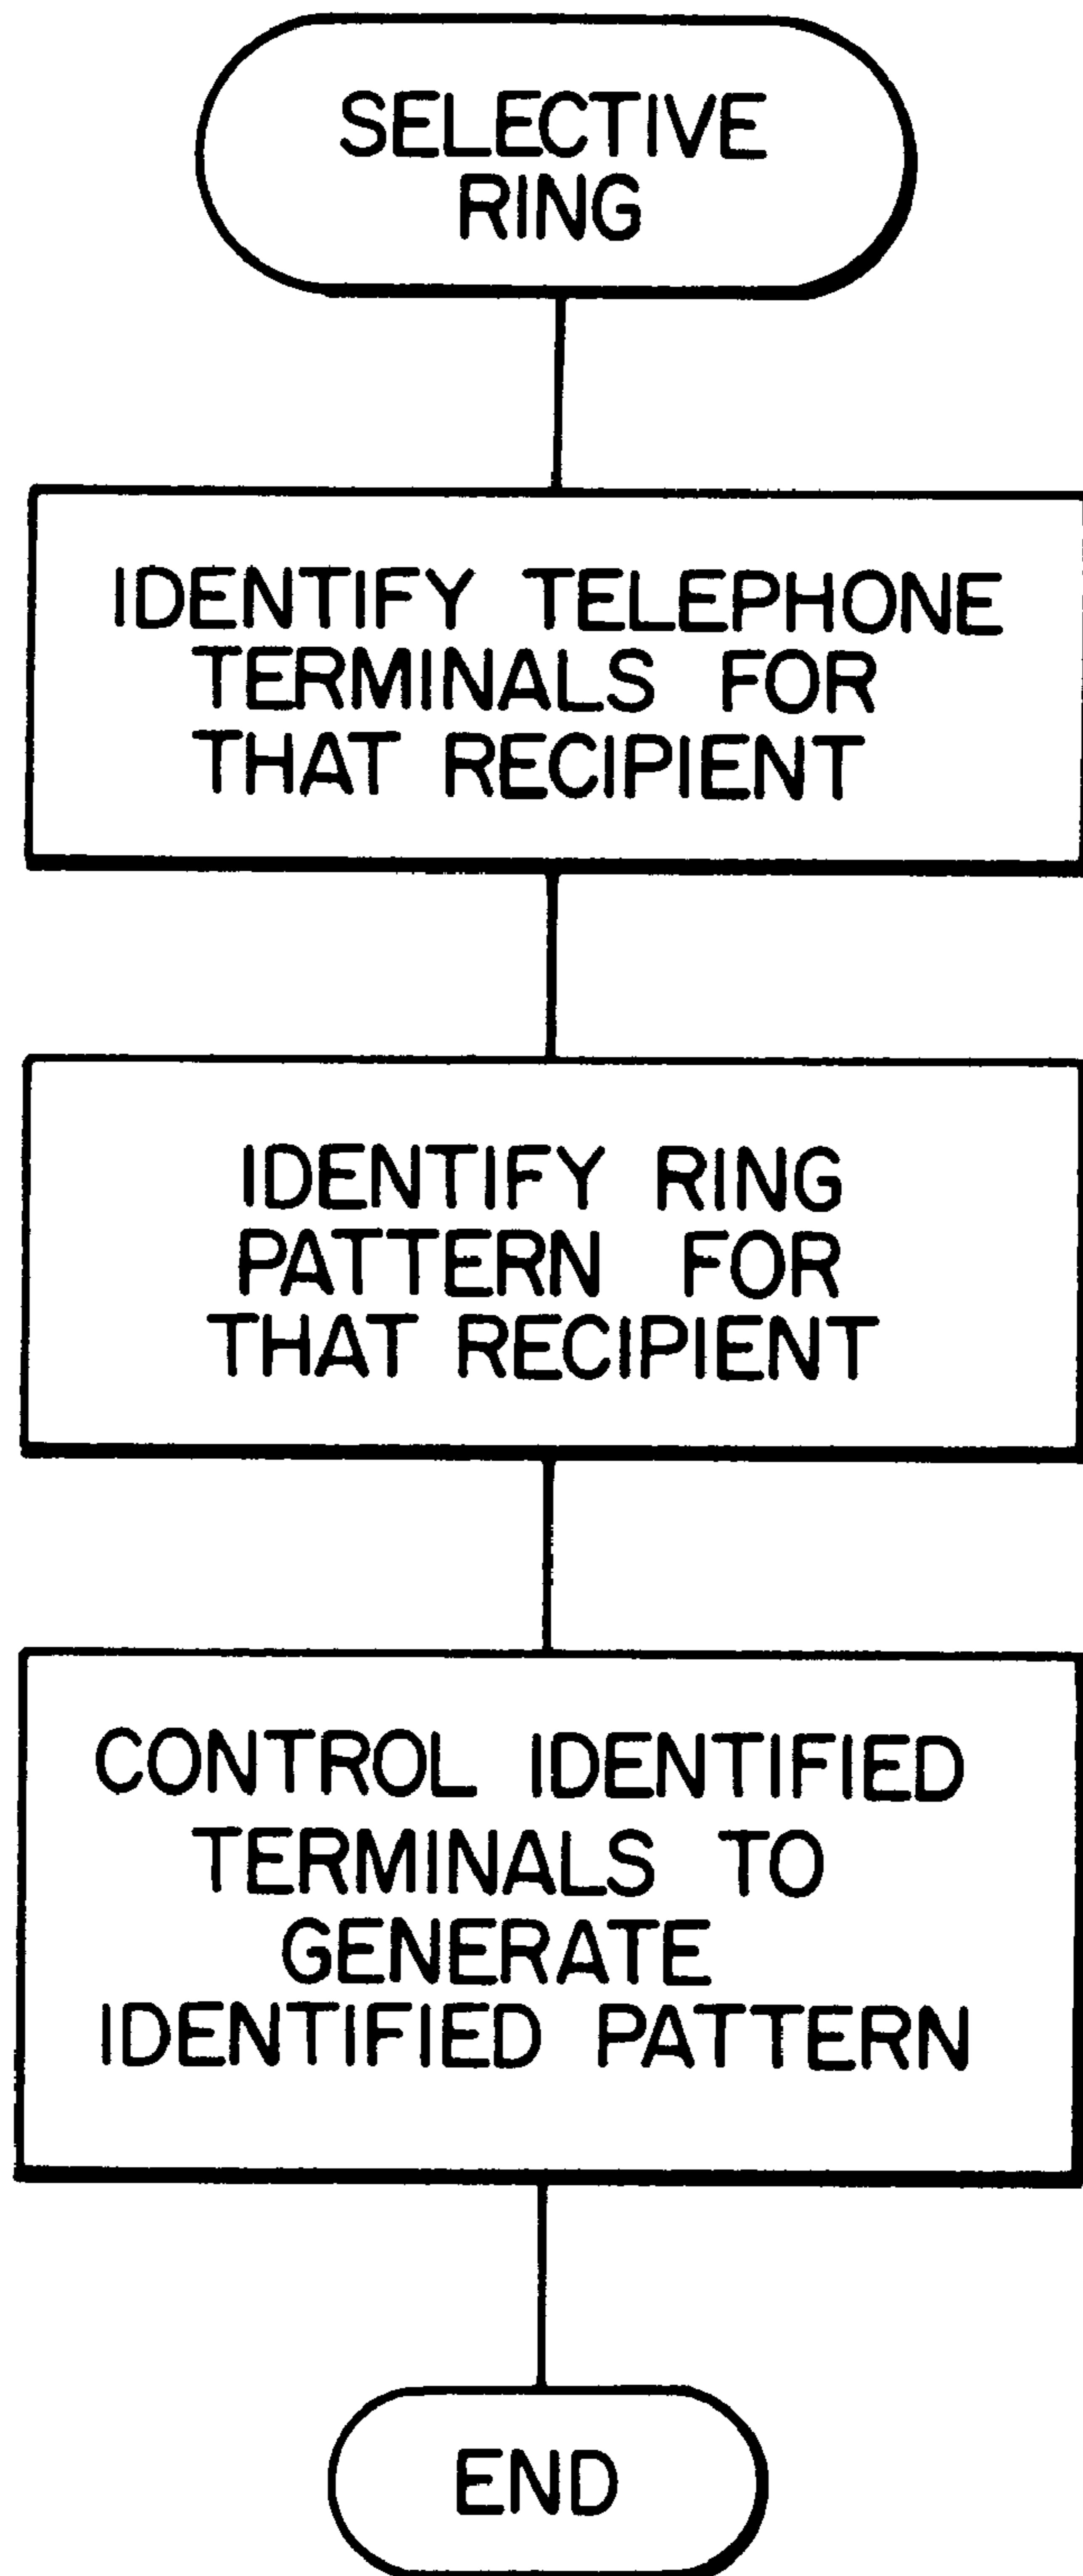 SELECTIVE
RING
IDENTIFY TELEPHONE
TERMINALS FOR
THAT RECIPIENT
IDENTIFY RING
PATTERN FOR
THAT RECIPIENT
CONTROL IDENTIFIED
TERMINALS TO
GENERATE
IDENTIFIED PATTERN
END